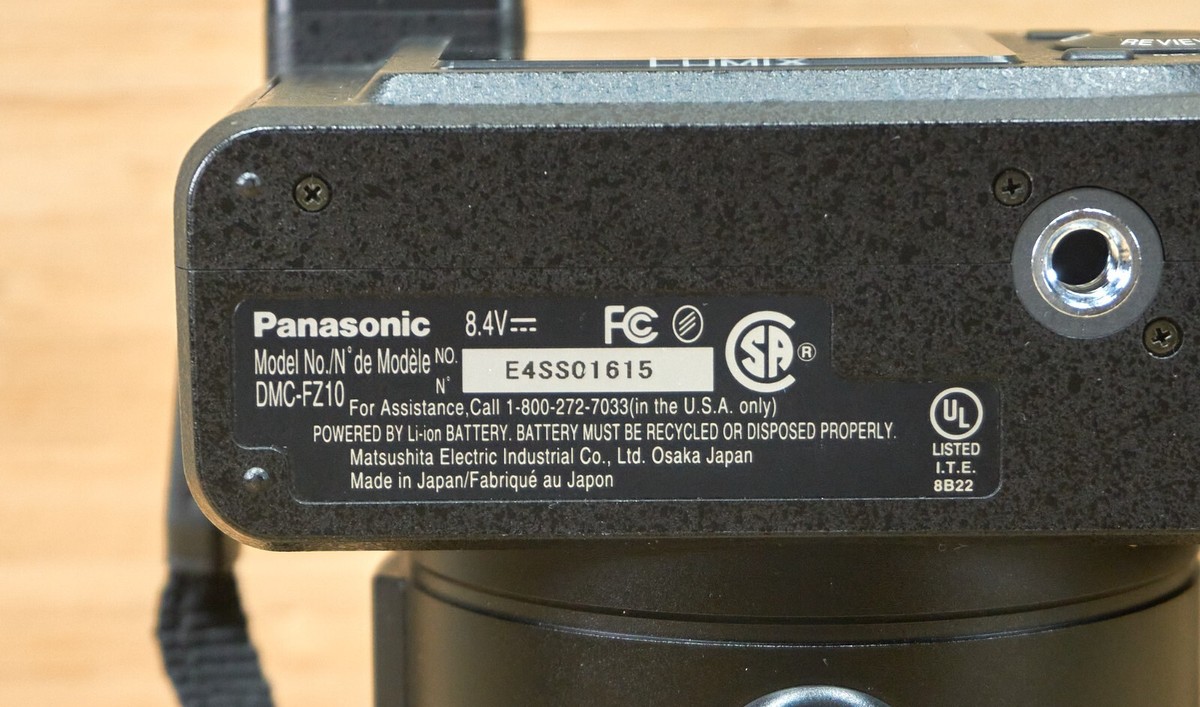 LUMIX
REVIEW
Panasonic 8.4V FC
Model No./N° de Modèle NO. E4SS01615 SA ®
DMC-FZ10 N°
For Assistance,Call 1-800-272-7033(in the U.S.A. only)
POWERED BY Li-ion BATTERY. BATTERY MUST BE RECYCLED OR DISPOSED PROPERLY.
Matsushita Electric Industrial Co., Ltd. Osaka Japan
Made in Japan/Fabriqué au Japon
UL
LISTED
I.T.E.
8B22